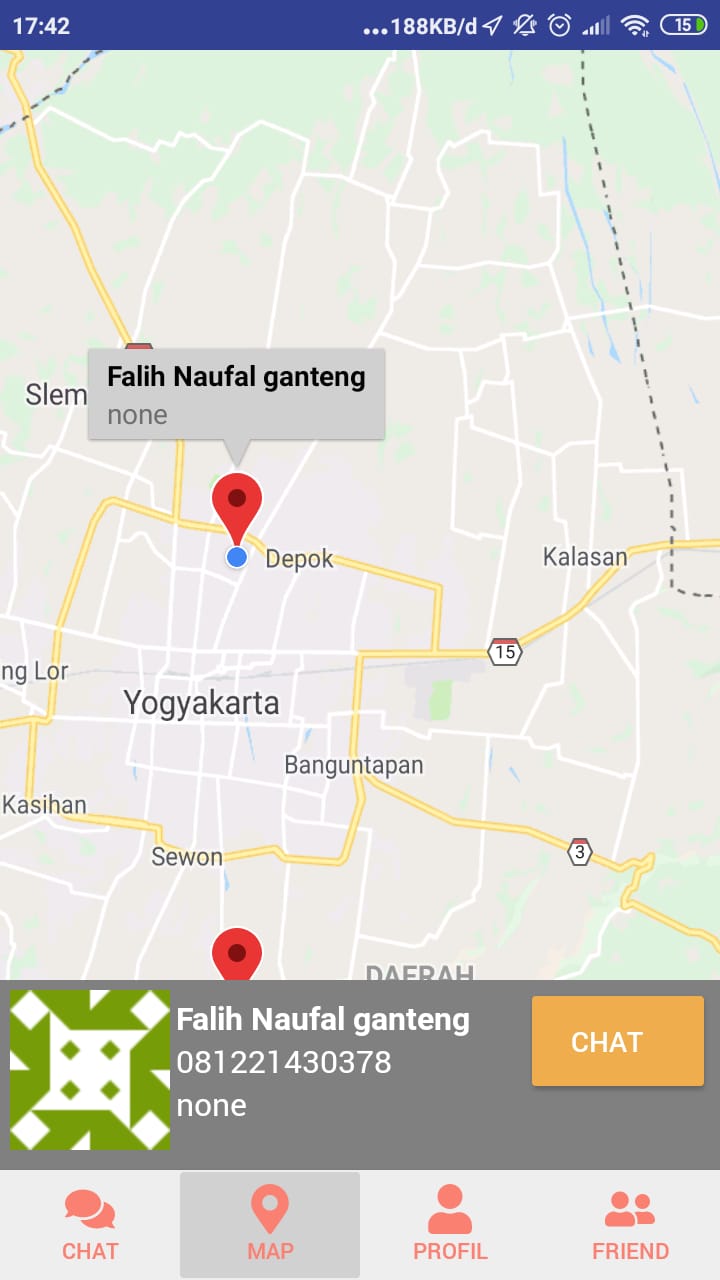 17:42
...188KB/d
15
Falih Naufal ganteng
none
Slem
Depok
Kalasan
15
ng Lor
Yogyakarta
Banguntapan
Kasihan
Sewon
3
DAERAH
Falih Naufal ganteng
081221430378
none
CHAT
CHAT
MAP
PROFIL
FRIEND